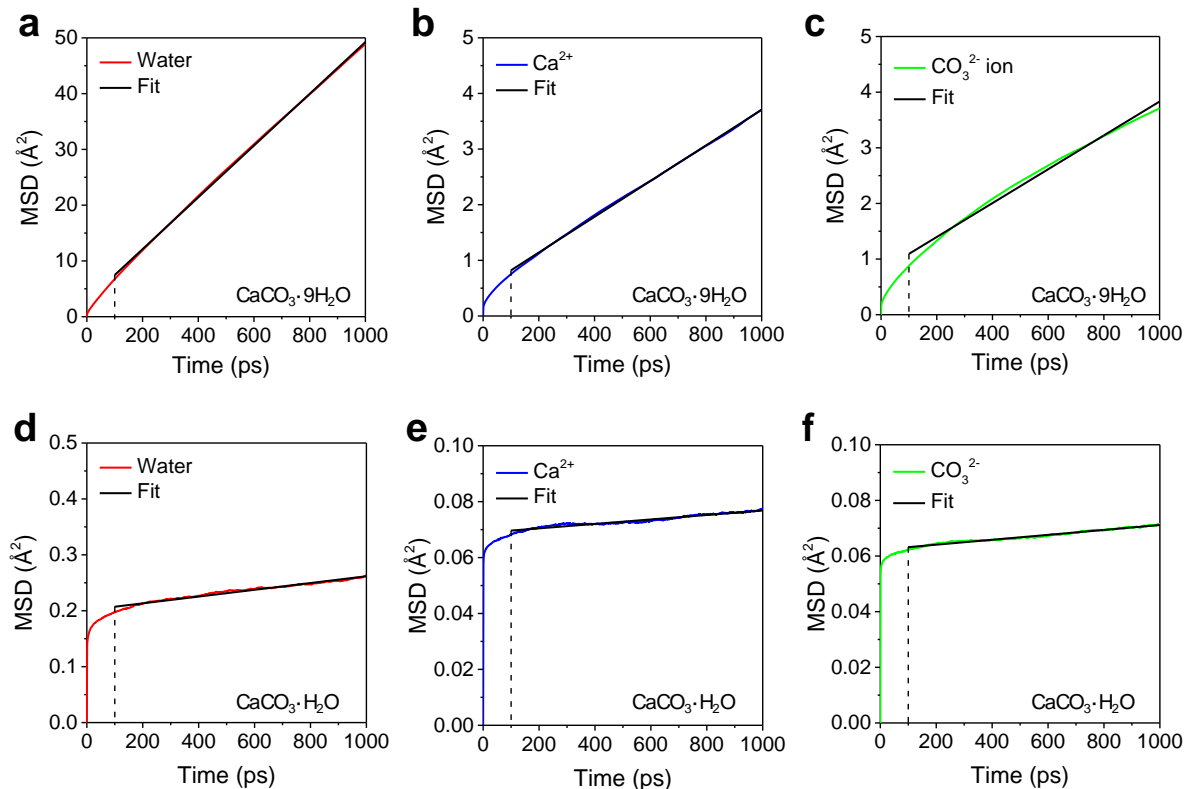 a
50
40
30
20
10
0
MSD (Å²)
Water
Fit
CaCO₃·9H₂O
0 200 400 600 800 1000
Time (ps)
b
5
4
3
2
1
0
MSD (Å²)
Ca²⁺
Fit
CaCO₃·9H₂O
0 200 400 600 800 1000
Time (ps)
c
5
4
3
2
1
0
MSD (Å²)
CO₃²⁻ ion
Fit
CaCO₃·9H₂O
0 200 400 600 800 1000
Time (ps)
d
0.5
0.4
0.3
0.2
0.1
0.0
MSD (Å²)
Water
Fit
CaCO₃·H₂O
0 200 400 600 800 1000
Time (ps)
e
0.10
0.08
0.06
0.04
0.02
0.00
MSD (Å²)
Ca²⁺
Fit
CaCO₃·H₂O
0 200 400 600 800 1000
Time (ps)
f
0.10
0.08
0.06
0.04
0.02
0.00
MSD (Å²)
CO₃²⁻
Fit
CaCO₃·H₂O
0 200 400 600 800 1000
Time (ps)